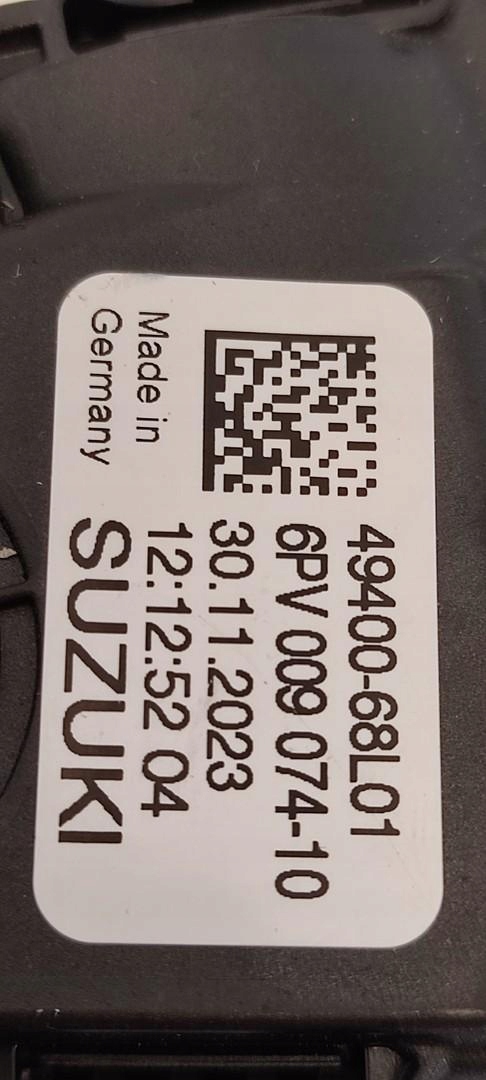 49400-68L01
6PV 009 074-10
30.11.2023
12:12:52 04
SUZUKI
Made in
Germany